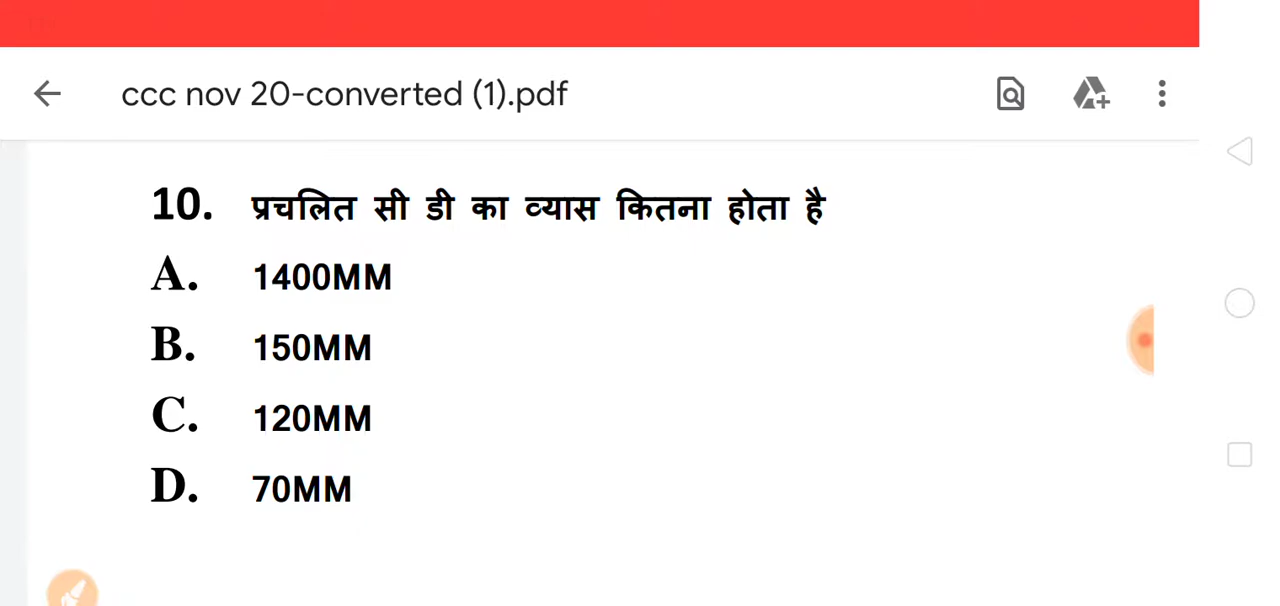 ccc nov 20-converted (1).pdf
10. प्रचलित सी डी का व्यास कितना होता है
A. 1400MM
B. 150MM
C. 120MM
D. 70MM